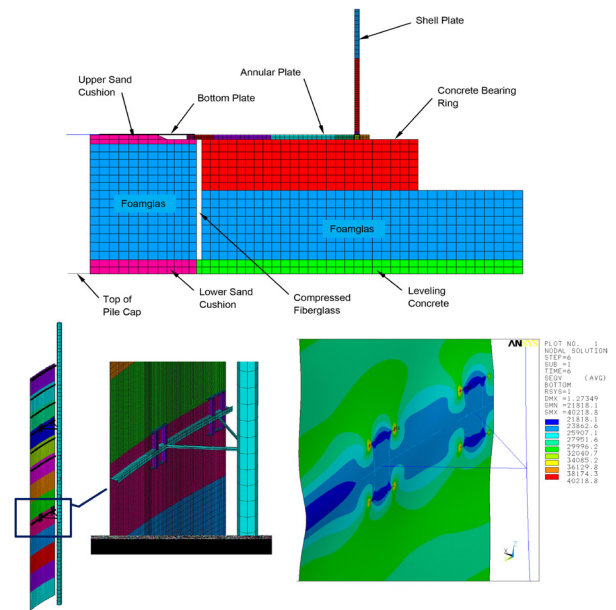 Shell Plate
Upper Sand
Cushion
Bottom Plate
Annular Plate
Concrete Bearing
Ring
Foamglas
Foamglas
Top of
Pile Cap
Lower Sand
Cushion
Compressed
Fiberglass
Leveling
Concrete
AN
PLOT NO. 1
NODAL SOLUTION
STEP=6
SUB =1
TIME=6
SEQV (AVG)
BOTTOM
RSYS=1
DMX =1.27349
SMN =21818.1
SMX =40218.8
21818.1
23862.6
25907.1
27951.6
29996.2
32040.7
34085.2
36129.8
38174.3
40218.8